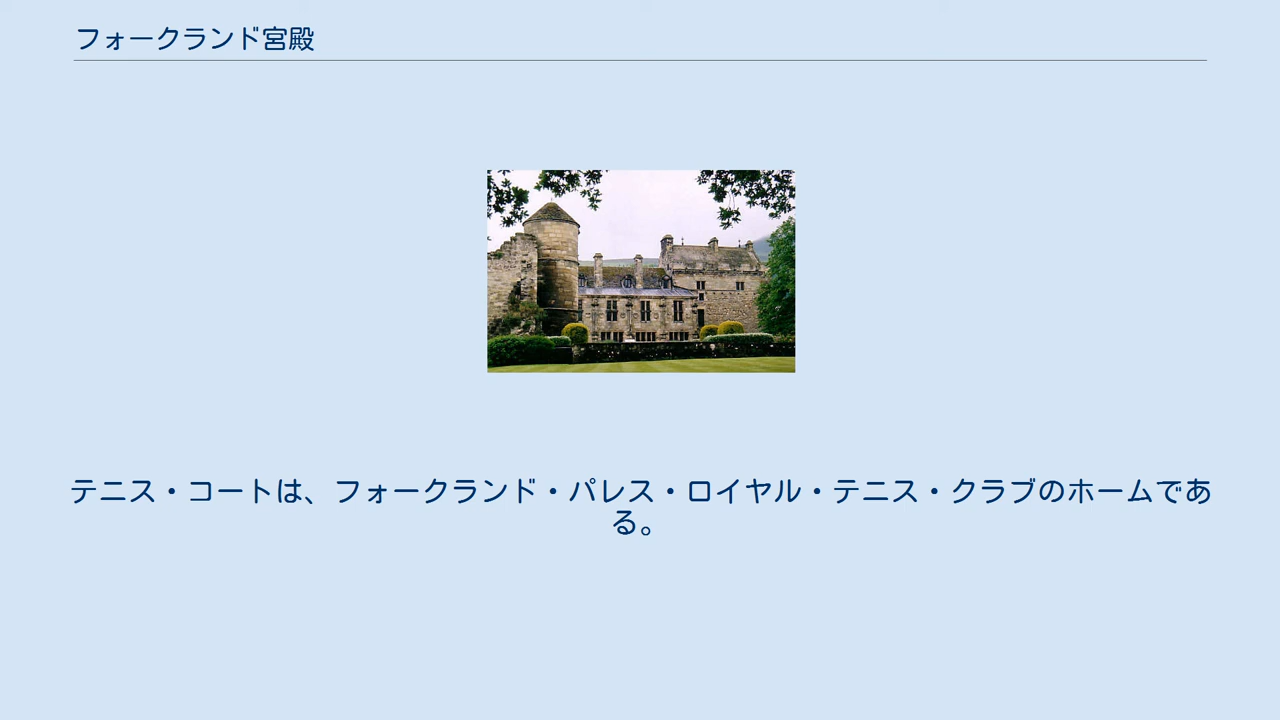 フォークランド宮殿
テニス・コートは、フォークランド・パレス・ロイヤル・テニス・クラブのホームであ
る。